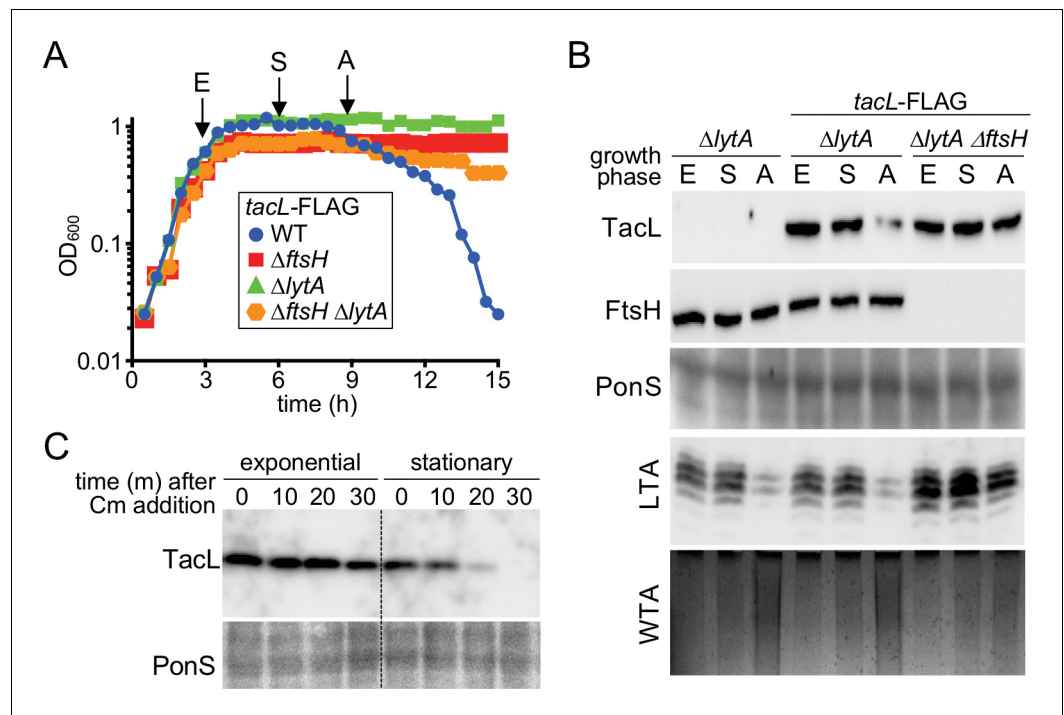 A
E
S
A
1
0.1
0.01
OD600
tacL-FLAG
WT
ΔftsH
ΔlytA
ΔftsH ΔlytA
0 3 6 9 12 15
time (h)
B
tacL-FLAG
ΔlytA ΔlytA ΔlytA ΔftsH
growth
phase
E S A E S A E S A
TacL
FtsH
PonS
LTA
WTA
C
exponential stationary
time (m) after
Cm addition
0 10 20 30 0 10 20 30
TacL
PonS